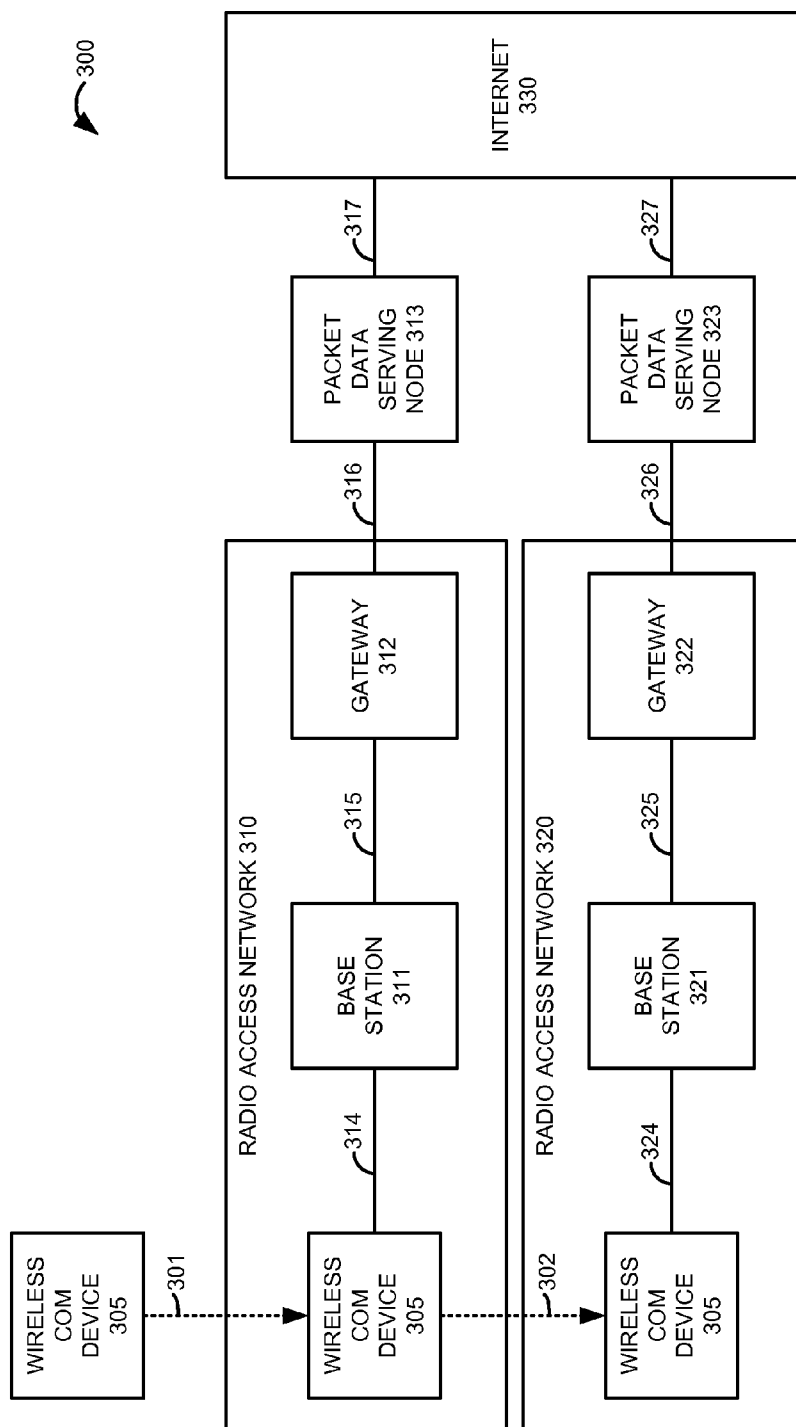 300
WIRELESS
COM
DEVICE
305
301
RADIO ACCESS NETWORK 310
WIRELESS
COM
DEVICE
305
314
BASE
STATION
311
315
GATEWAY
312
316
PACKET
DATA
SERVING
NODE 313
317
302
RADIO ACCESS NETWORK 320
WIRELESS
COM
DEVICE
305
324
BASE
STATION
321
325
GATEWAY
322
326
PACKET
DATA
SERVING
NODE 323
327
INTERNET
330